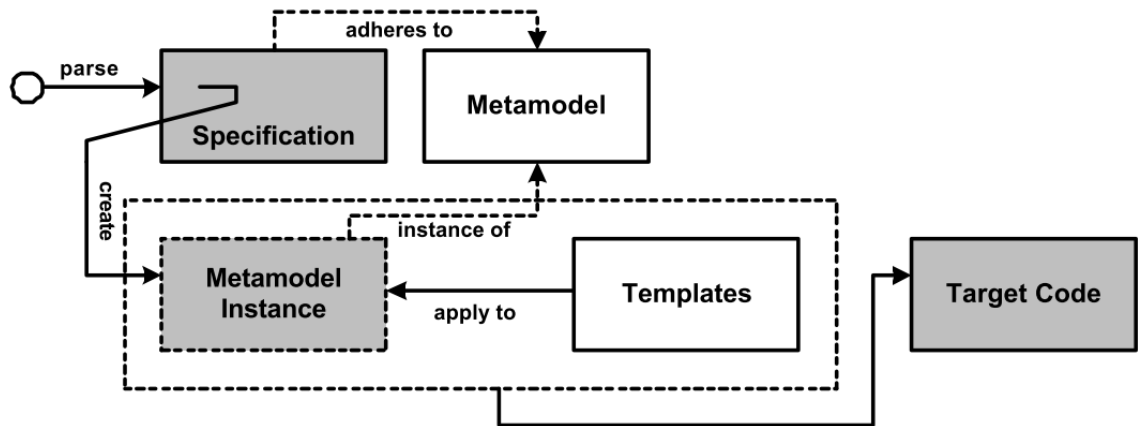 adheres to
parse
Metamodel
Specification
create
instance of
Metamodel
Instance
Templates
Target Code
apply to